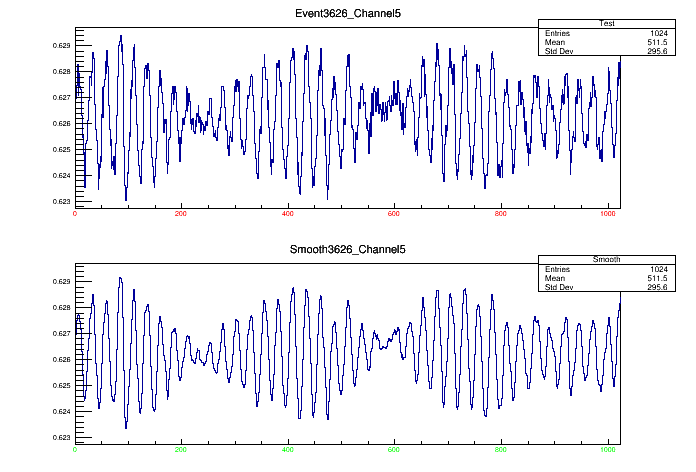 Event3626_Channel5
Test
Entries 1024
Mean 511.5
Std Dev 295.6
0.629
0.628
0.627
0.626
0.625
0.624
0.623
0 200 400 600 800 1000
Smooth3626_Channel5
Smooth
Entries 1024
Mean 511.5
Std Dev 295.6
0.629
0.628
0.627
0.626
0.625
0.624
0.623
0 200 400 600 800 1000